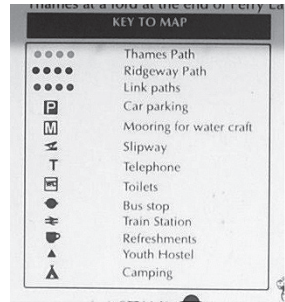 Thames at a ford at the end of Ferry La
KEY TO MAP
Thames Path
Ridgeway Path
Link paths
P Car parking
M Mooring for water craft
Slipway
T Telephone
WC Toilets
Bus stop
Train Station
Refreshments
Youth Hostel
Camping